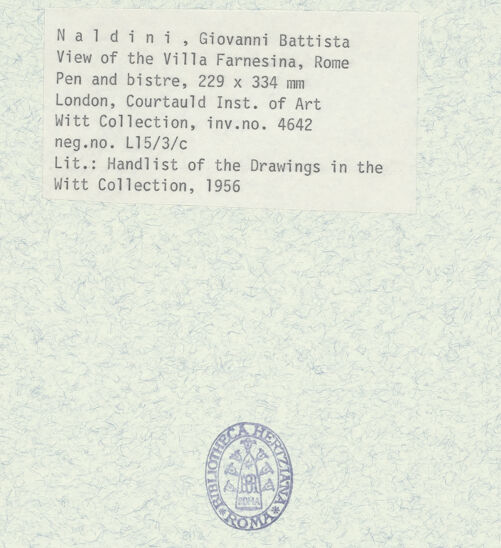 N a l d i n i , Giovanni Battista
View of the Villa Farnesina, Rome
Pen and bistre, 229 x 334 mm
London, Courtauld Inst. of Art
Witt Collection, inv.no. 4642
neg.no. L15/3/c
Lit.: Handlist of the Drawings in the
Witt Collection, 1956
BIBLIOTHECA HERTZIANA
ROMA